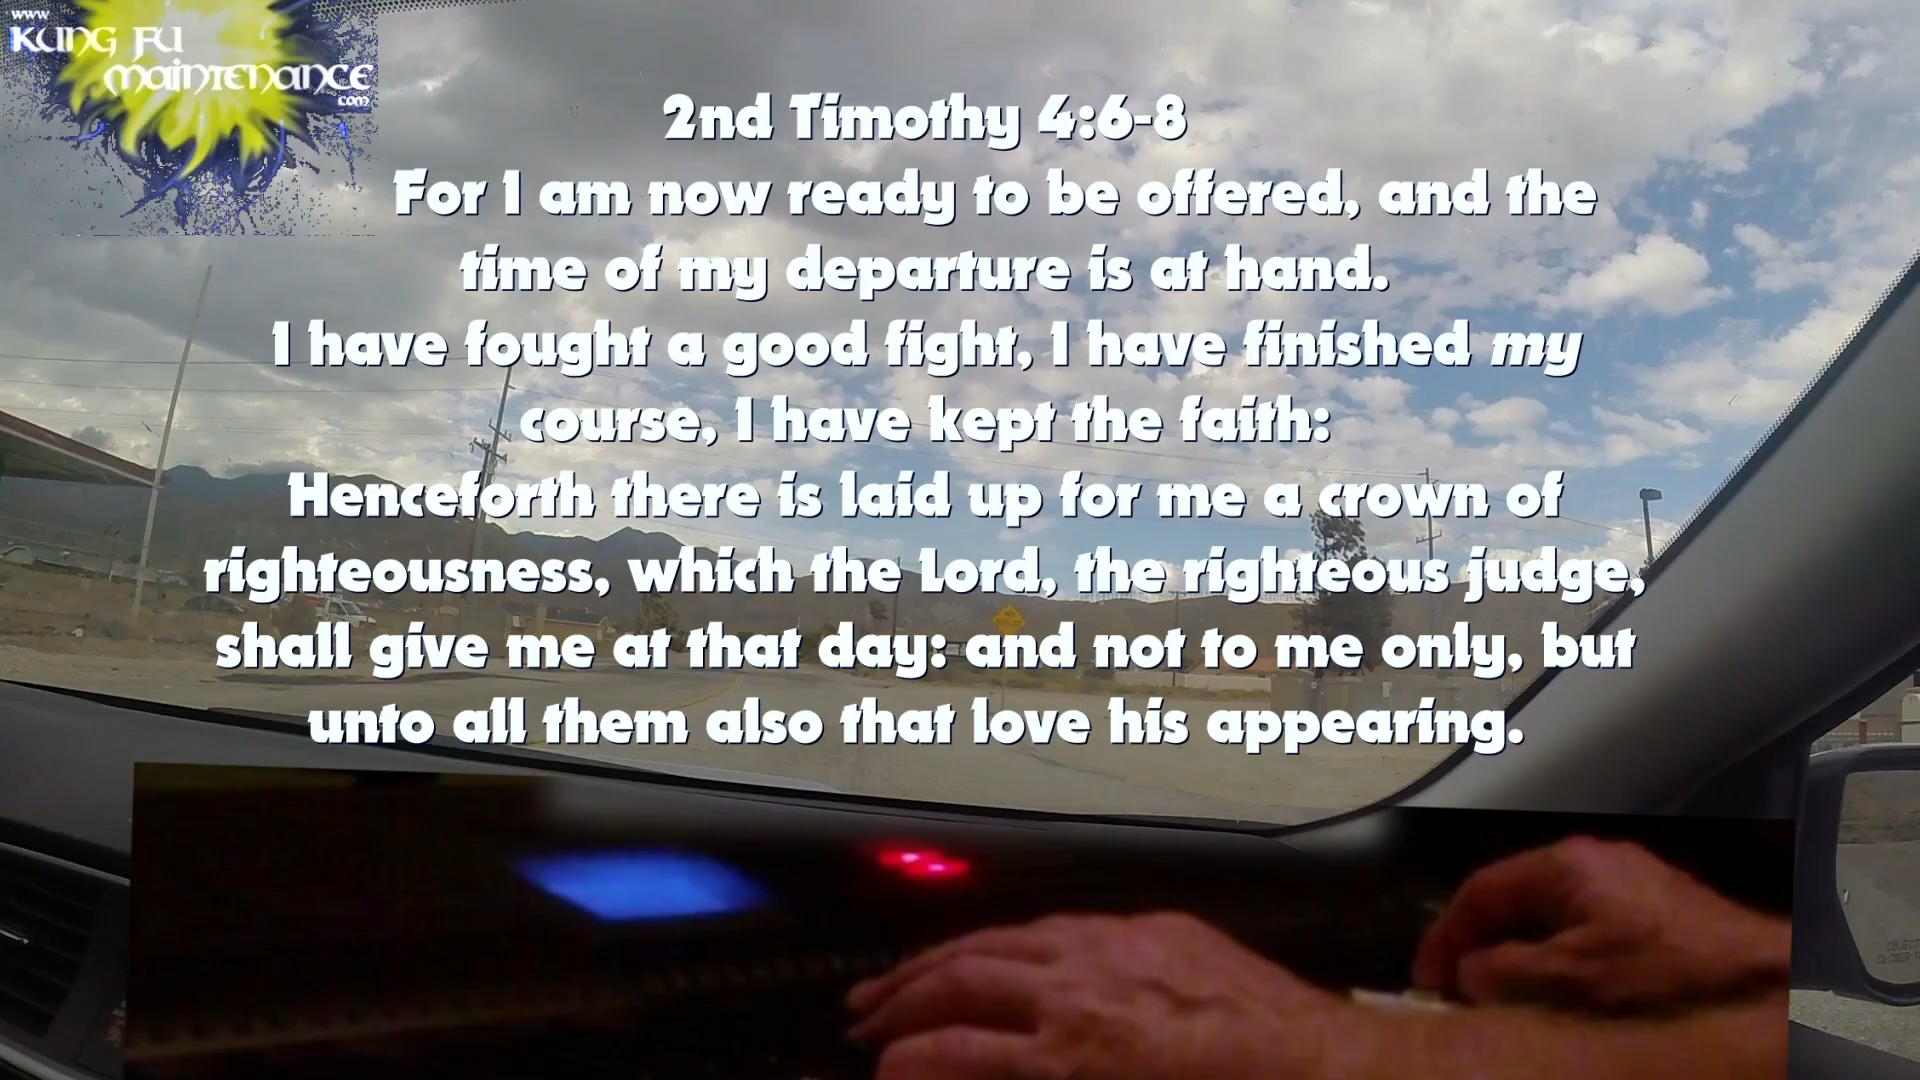 www
KUNG FU
MAINTENANCE
.com
2nd Timothy 4:6-8
For I am now ready to be offered, and the
time of my departure is at hand.
I have fought a good fight, I have finished my
course, I have kept the faith:
Henceforth there is laid up for me a crown of
righteousness, which the Lord, the righteous judge,
shall give me at that day: and not to me only, but
unto all them also that love his appearing.